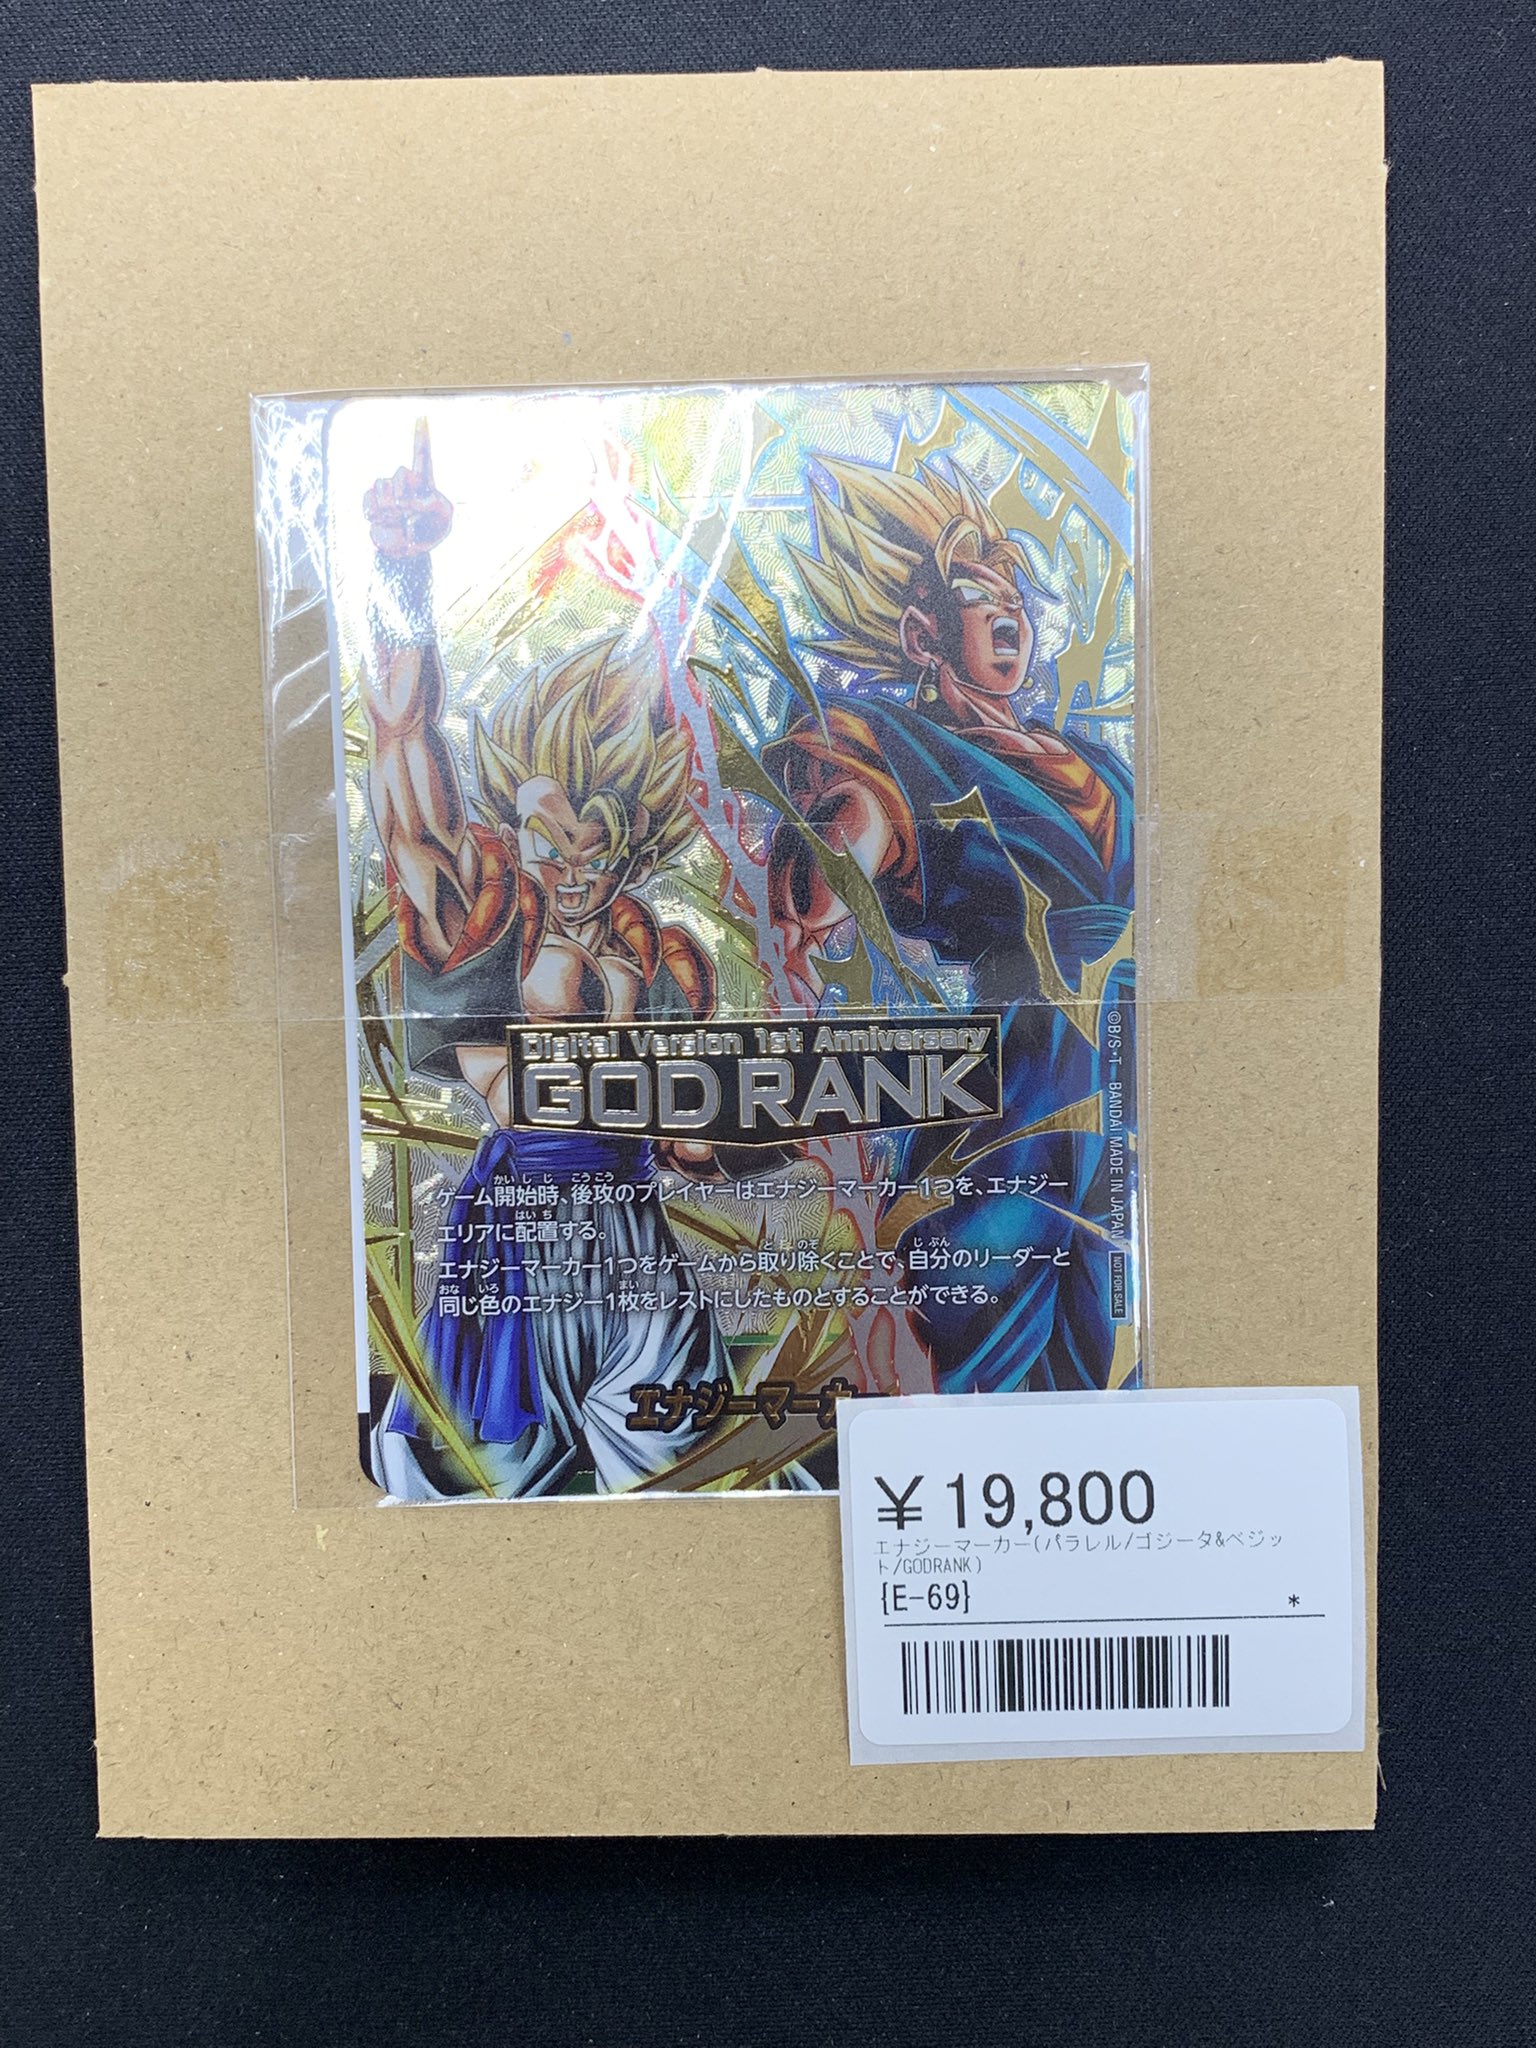 Digital Version 1st Anniversary
GOD RANK
ゲーム開始時、後攻のプレイヤーはエナジーマーカー1つを、エナジー
エリアに配置する。
エナジーマーカー1つをゲームから取り除くことで、自分のリーダーと
同じ色のエナジー1枚をレストにしたものとすることができる。
エナジーマーカー
©B/S・T BANDAI MADE IN JAPAN NOT FOR SALE
¥ 19,800
エナジーマーカー(パラレル/ゴジータ&ベジッ
ト/GODRANK)
{E-69} *